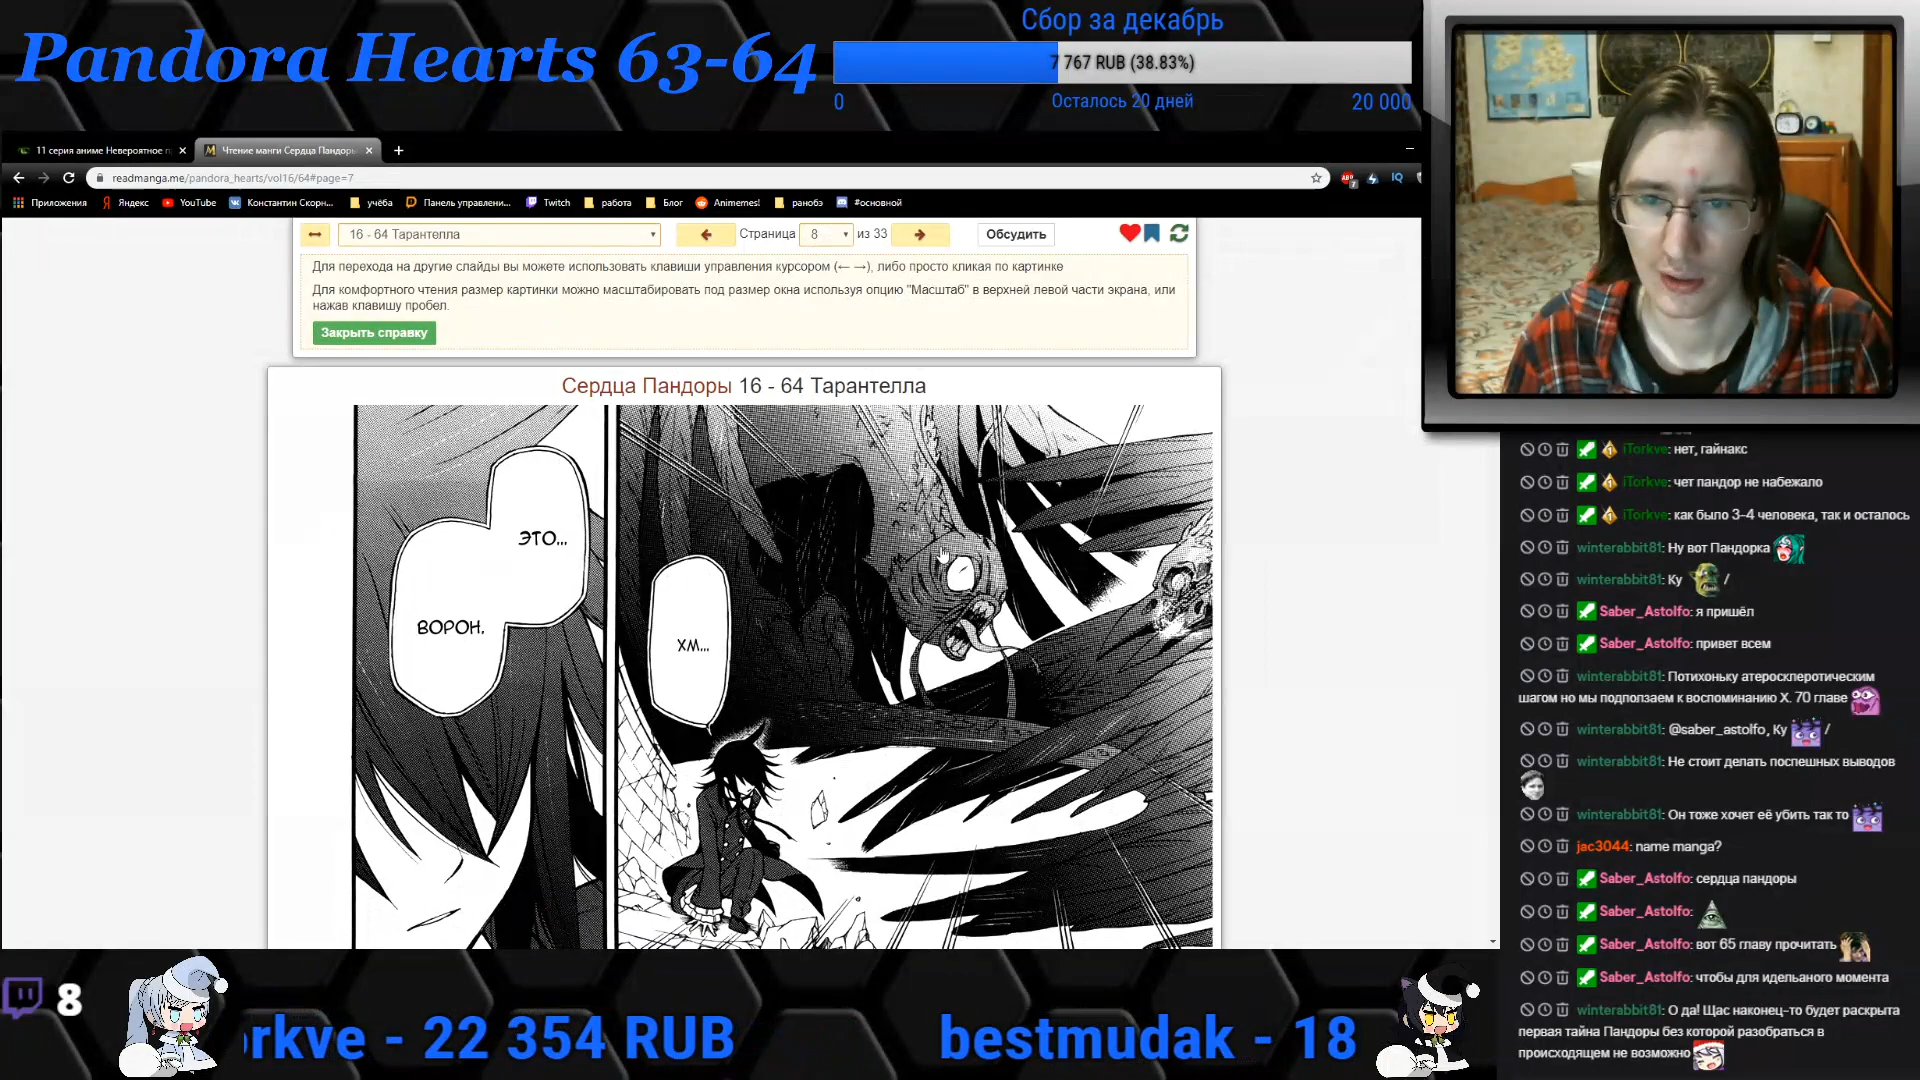 Pandora Hearts 63-64
Сбор за декабрь
7 767 RUB (38.83%)
0
Осталось 20 дней
20 000
11 серия аниме Невероятное п
Чтение манги Сердца Пандоры
readmanga.me/pandora_hearts/vol16/64#page=7
Приложения
Яндекс
YouTube
Константин Скорн...
учёба
Панель управлени...
Twitch
работа
Блог
Animemes!
ранобэ
#основной
16 - 64 Тарантелла
Страница 8 из 33
Обсудить
Для перехода на другие слайды вы можете использовать клавиши управления курсором (← →), либо просто кликая по картинке
Для комфортного чтения размер картинки можно масштабировать под размер окна используя опцию "Масштаб" в верхней левой части экрана, или
нажав клавишу пробел.
Закрыть справку
Сердца Пандоры 16 - 64 Тарантелла
ЭТО...
ВОРОН.
ХМ...
iTorkve: нет, гайнакс
iTorkve: чет пандор не набежало
iTorkve: как было 3-4 человека, так и осталось
winterabbit81: Ну вот Пандорка
winterabbit81: Ку /
Saber_Astolfo: я пришёл
Saber_Astolfo: привет всем
winterabbit81: Потихоньку атеросклеротическим
шагом но мы подползаем к воспоминанию Х. 70 главе
winterabbit81: @saber_astolfo, Ку /
winterabbit81: Не стоит делать поспешных выводов
winterabbit81: Он тоже хочет её убить так то
jac3044: name manga?
Saber_Astolfo: сердца пандоры
Saber_Astolfo:
Saber_Astolfo: вот 65 главу прочитать
Saber_Astolfo: чтобы для идельаного момента
winterabbit81: О да! Щас наконец-то будет раскрыта
первая тайна Пандоры без которой разобраться в
происходящем не возможно
8
orkve - 22 354 RUB
bestmudak - 18